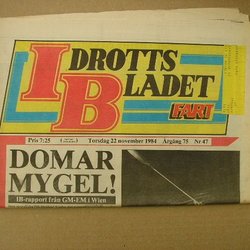 IDROTTS
BLADET
FART
Pris 7:25 Torsdag 22 november 1984 Årgång 75 Nr 47
DOMAR
MYGEL!
IB-rapport från GM-EM i Wien